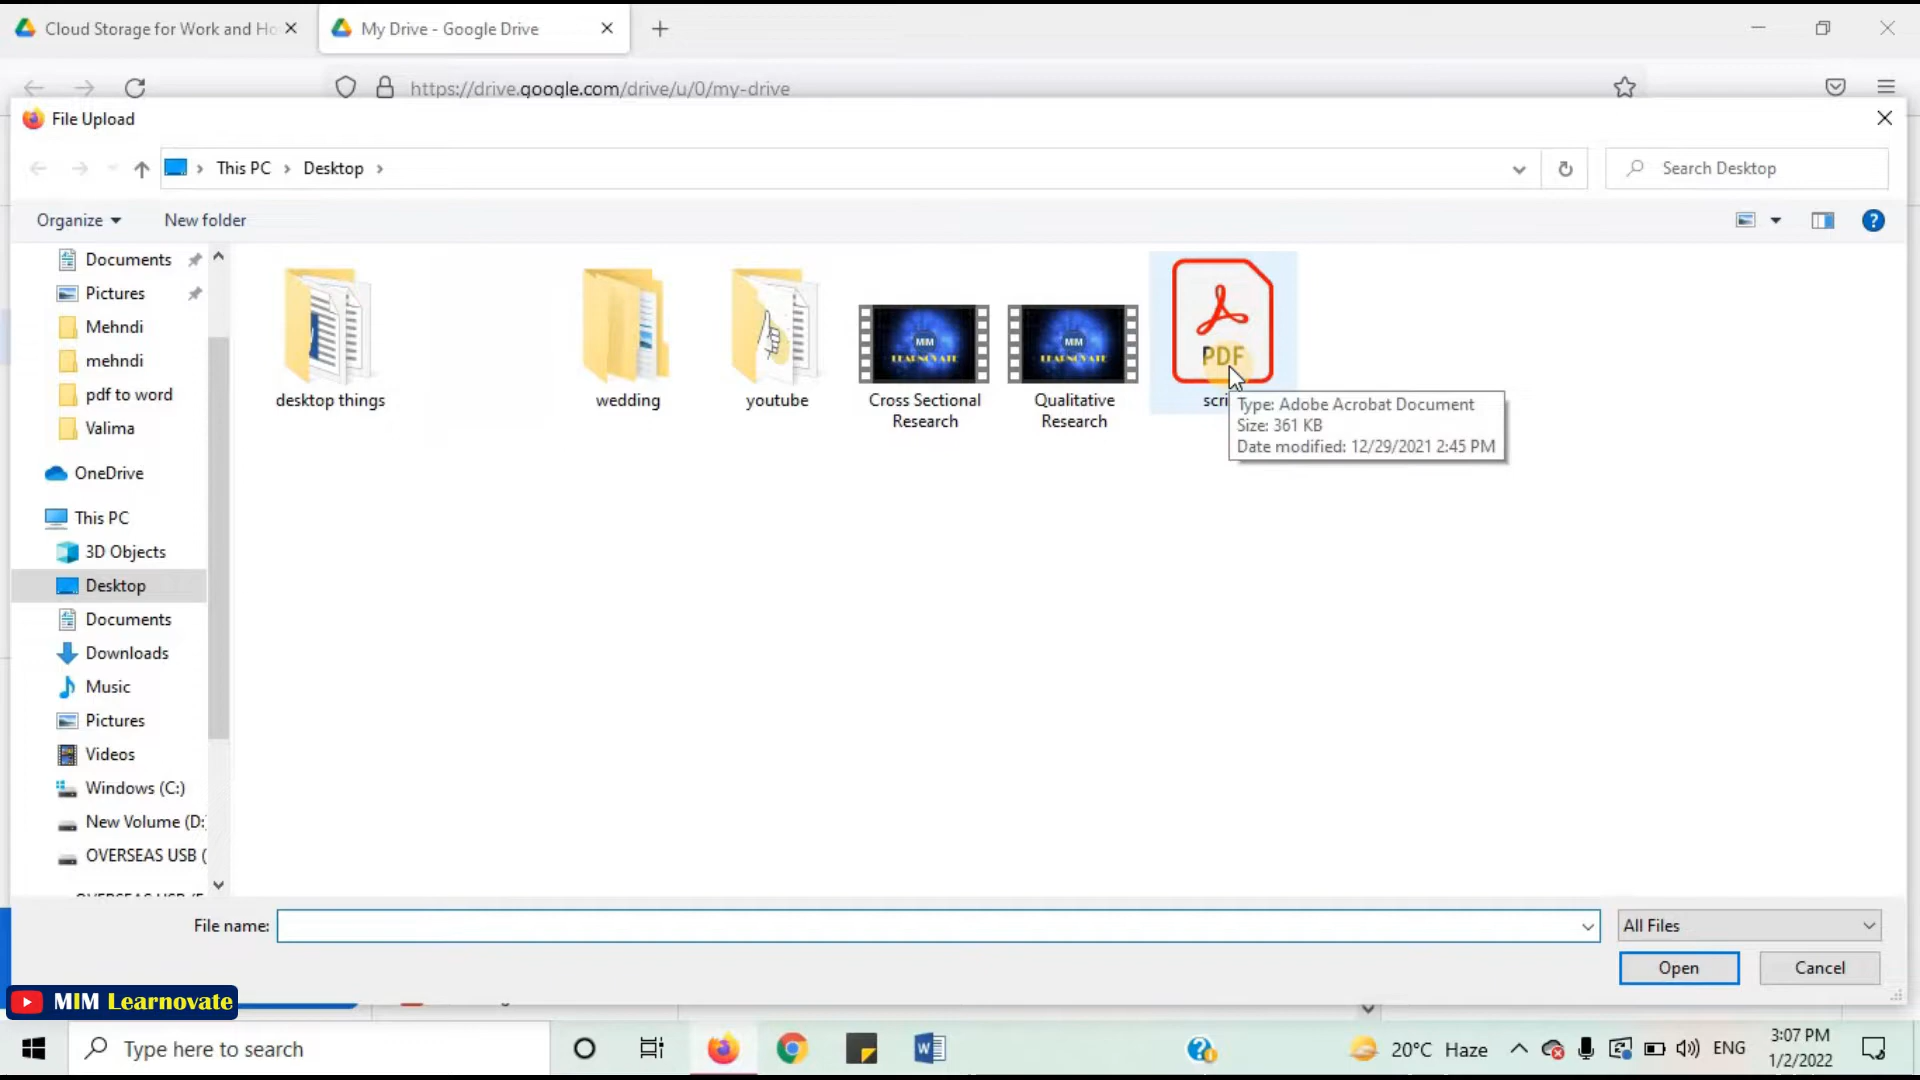 Cloud Storage for Work and Ho
My Drive - Google Drive
https://drive.google.com/drive/u/0/my-drive
File Upload
This PC > Desktop >
Search Desktop
Organize
New folder
Documents
Pictures
Mehndi
mehndi
pdf to word
Valima
OneDrive
This PC
3D Objects
Desktop
Documents
Downloads
Music
Pictures
Videos
Windows (C:)
New Volume (D:
OVERSEAS USB (
desktop things
wedding
youtube
MIM
LEARNOVATE
Cross Sectional
Research
MIM
LEARNOVATE
Qualitative
Research
PDF
scri
Type: Adobe Acrobat Document
Size: 361 KB
Date modified: 12/29/2021 2:45 PM
File name:
All Files
Open
Cancel
MIM Learnovate
Type here to search
20°C Haze
ENG
3:07 PM
1/2/2022